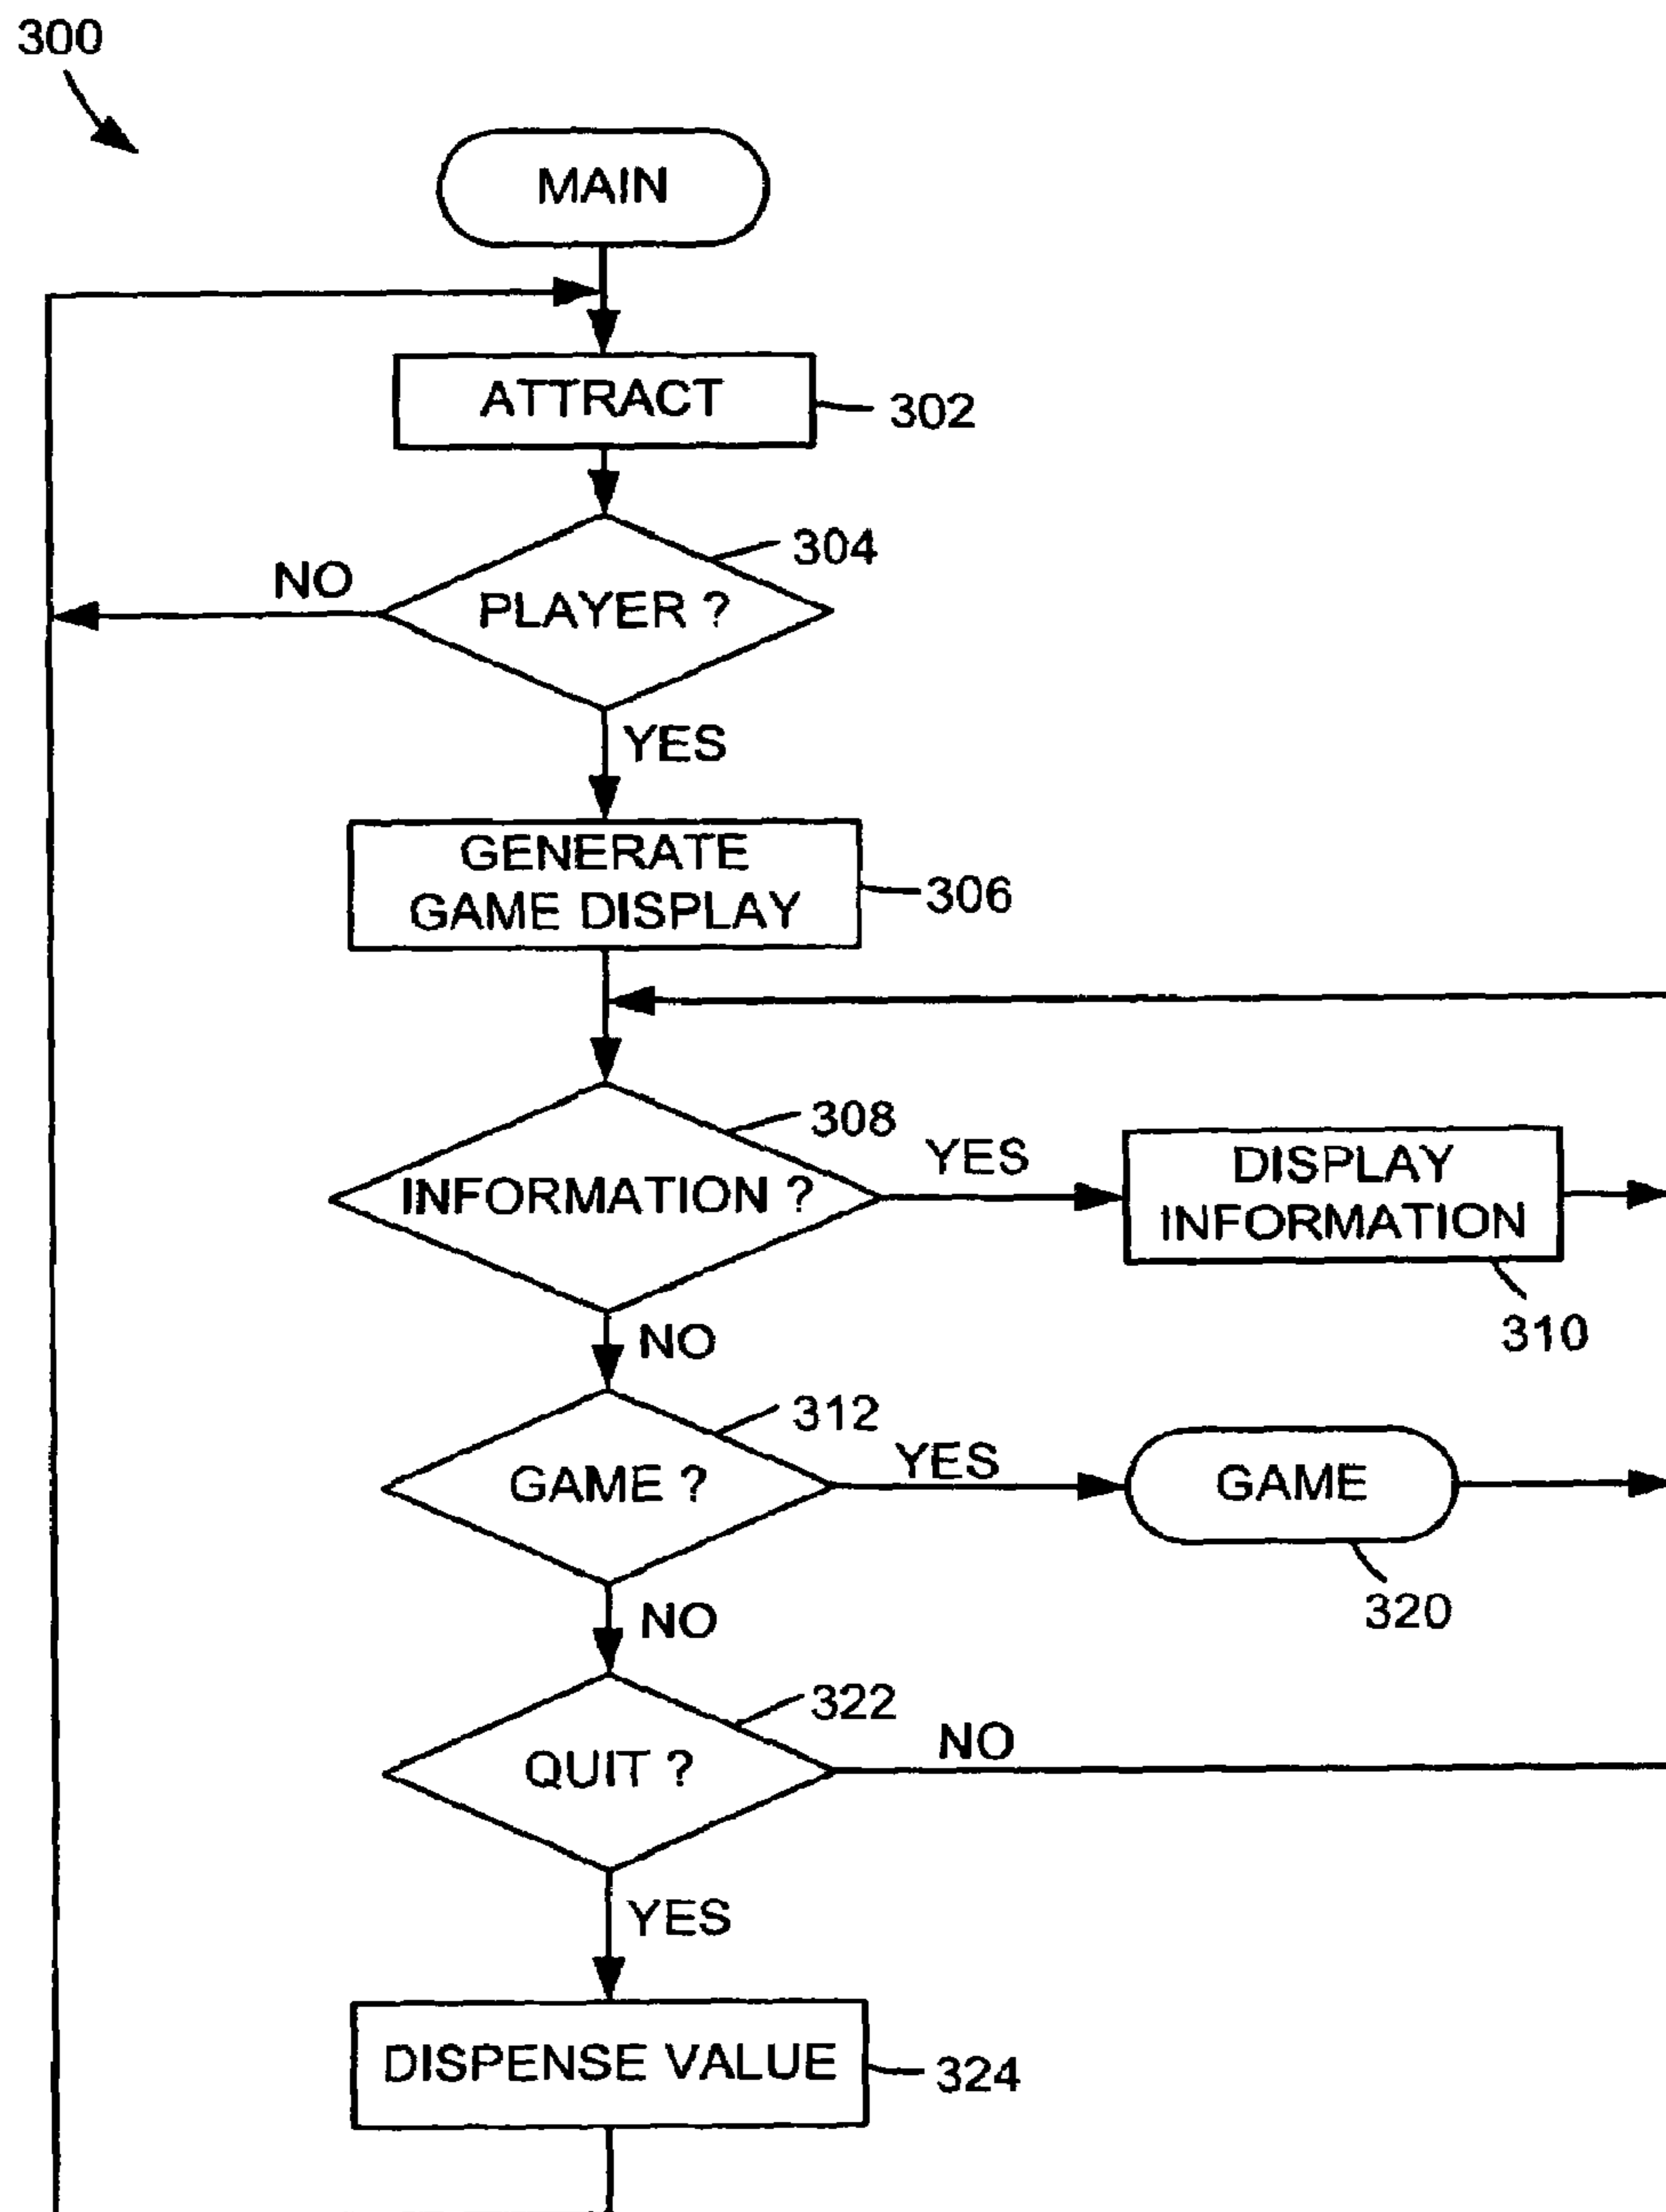 300
MAIN
ATTRACT
302
304
NO
PLAYER ?
YES
GENERATE
GAME DISPLAY
306
308
INFORMATION ?
YES
DISPLAY
INFORMATION
310
NO
312
GAME ?
YES
GAME
320
NO
322
QUIT ?
NO
YES
DISPENSE VALUE
324